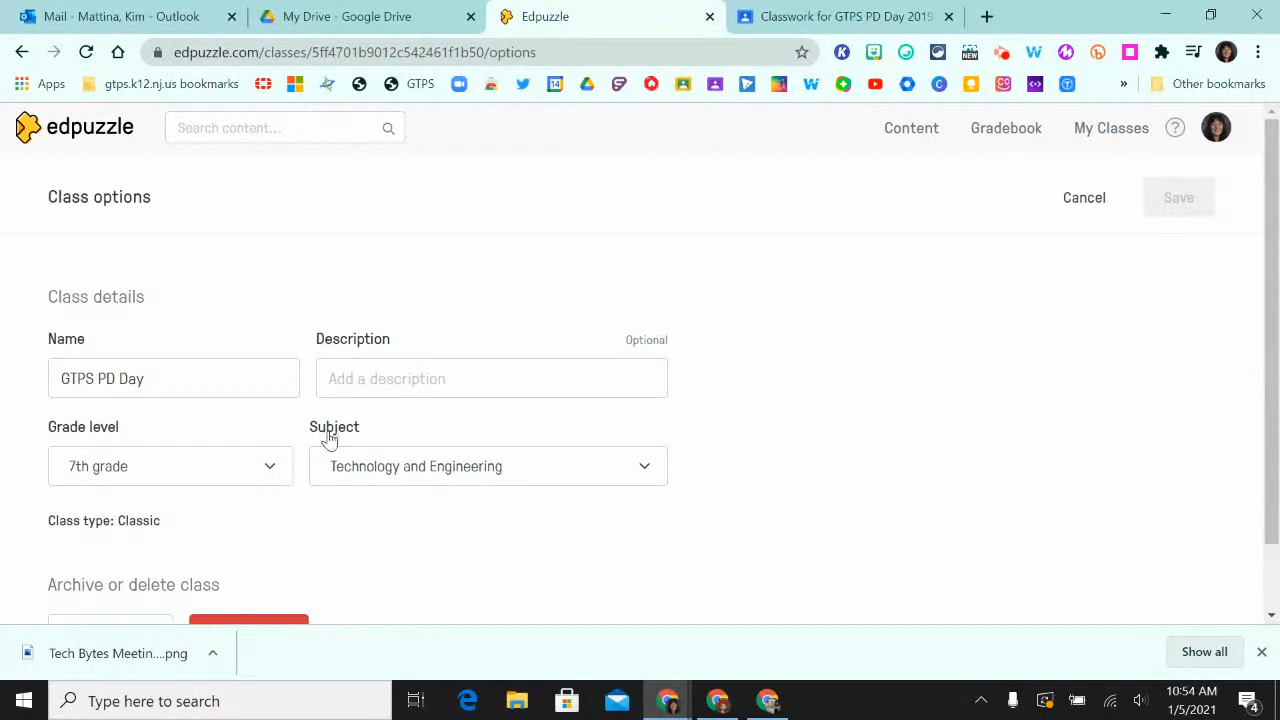 Mail - Mattina, Kim - Outlook
My Drive - Google Drive
Edpuzzle
Classwork for GTPS PD Day 2019
edpuzzle.com/classes/5ff4701b9012c542461f1b50/options
Apps
gtps.k12.nj.us bookmarks
GTPS
Other bookmarks
edpuzzle
Search content...
Content
Gradebook
My Classes
Class options
Cancel
Save
Class details
Name
Description
Optional
GTPS PD Day
Add a description
Grade level
Subject
7th grade
Technology and Engineering
Class type: Classic
Archive or delete class
Tech Bytes Meetin....png
Show all
Type here to search
10:54 AM
1/5/2021
4